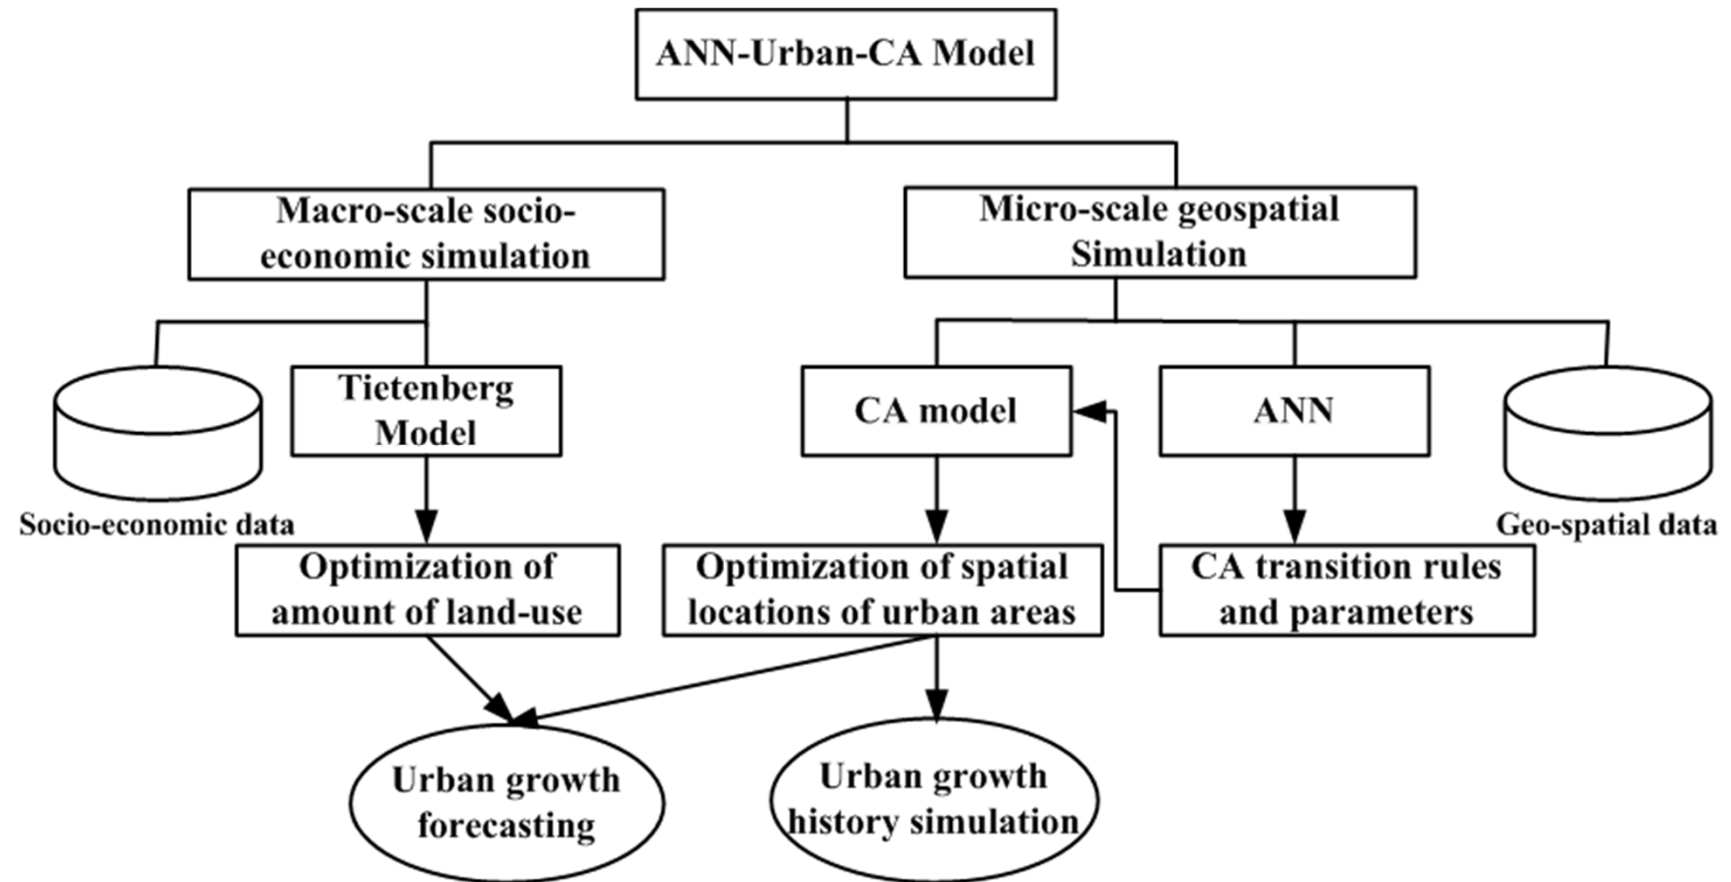 ANN-Urban-CA Model
Macro-scale socio-
economic simulation
Micro-scale geospatial
Simulation
Tietenberg
Model
CA model
ANN
Socio-economic data
Geo-spatial data
Optimization of
amount of land-use
Optimization of spatial
locations of urban areas
CA transition rules
and parameters
Urban growth
forecasting
Urban growth
history simulation